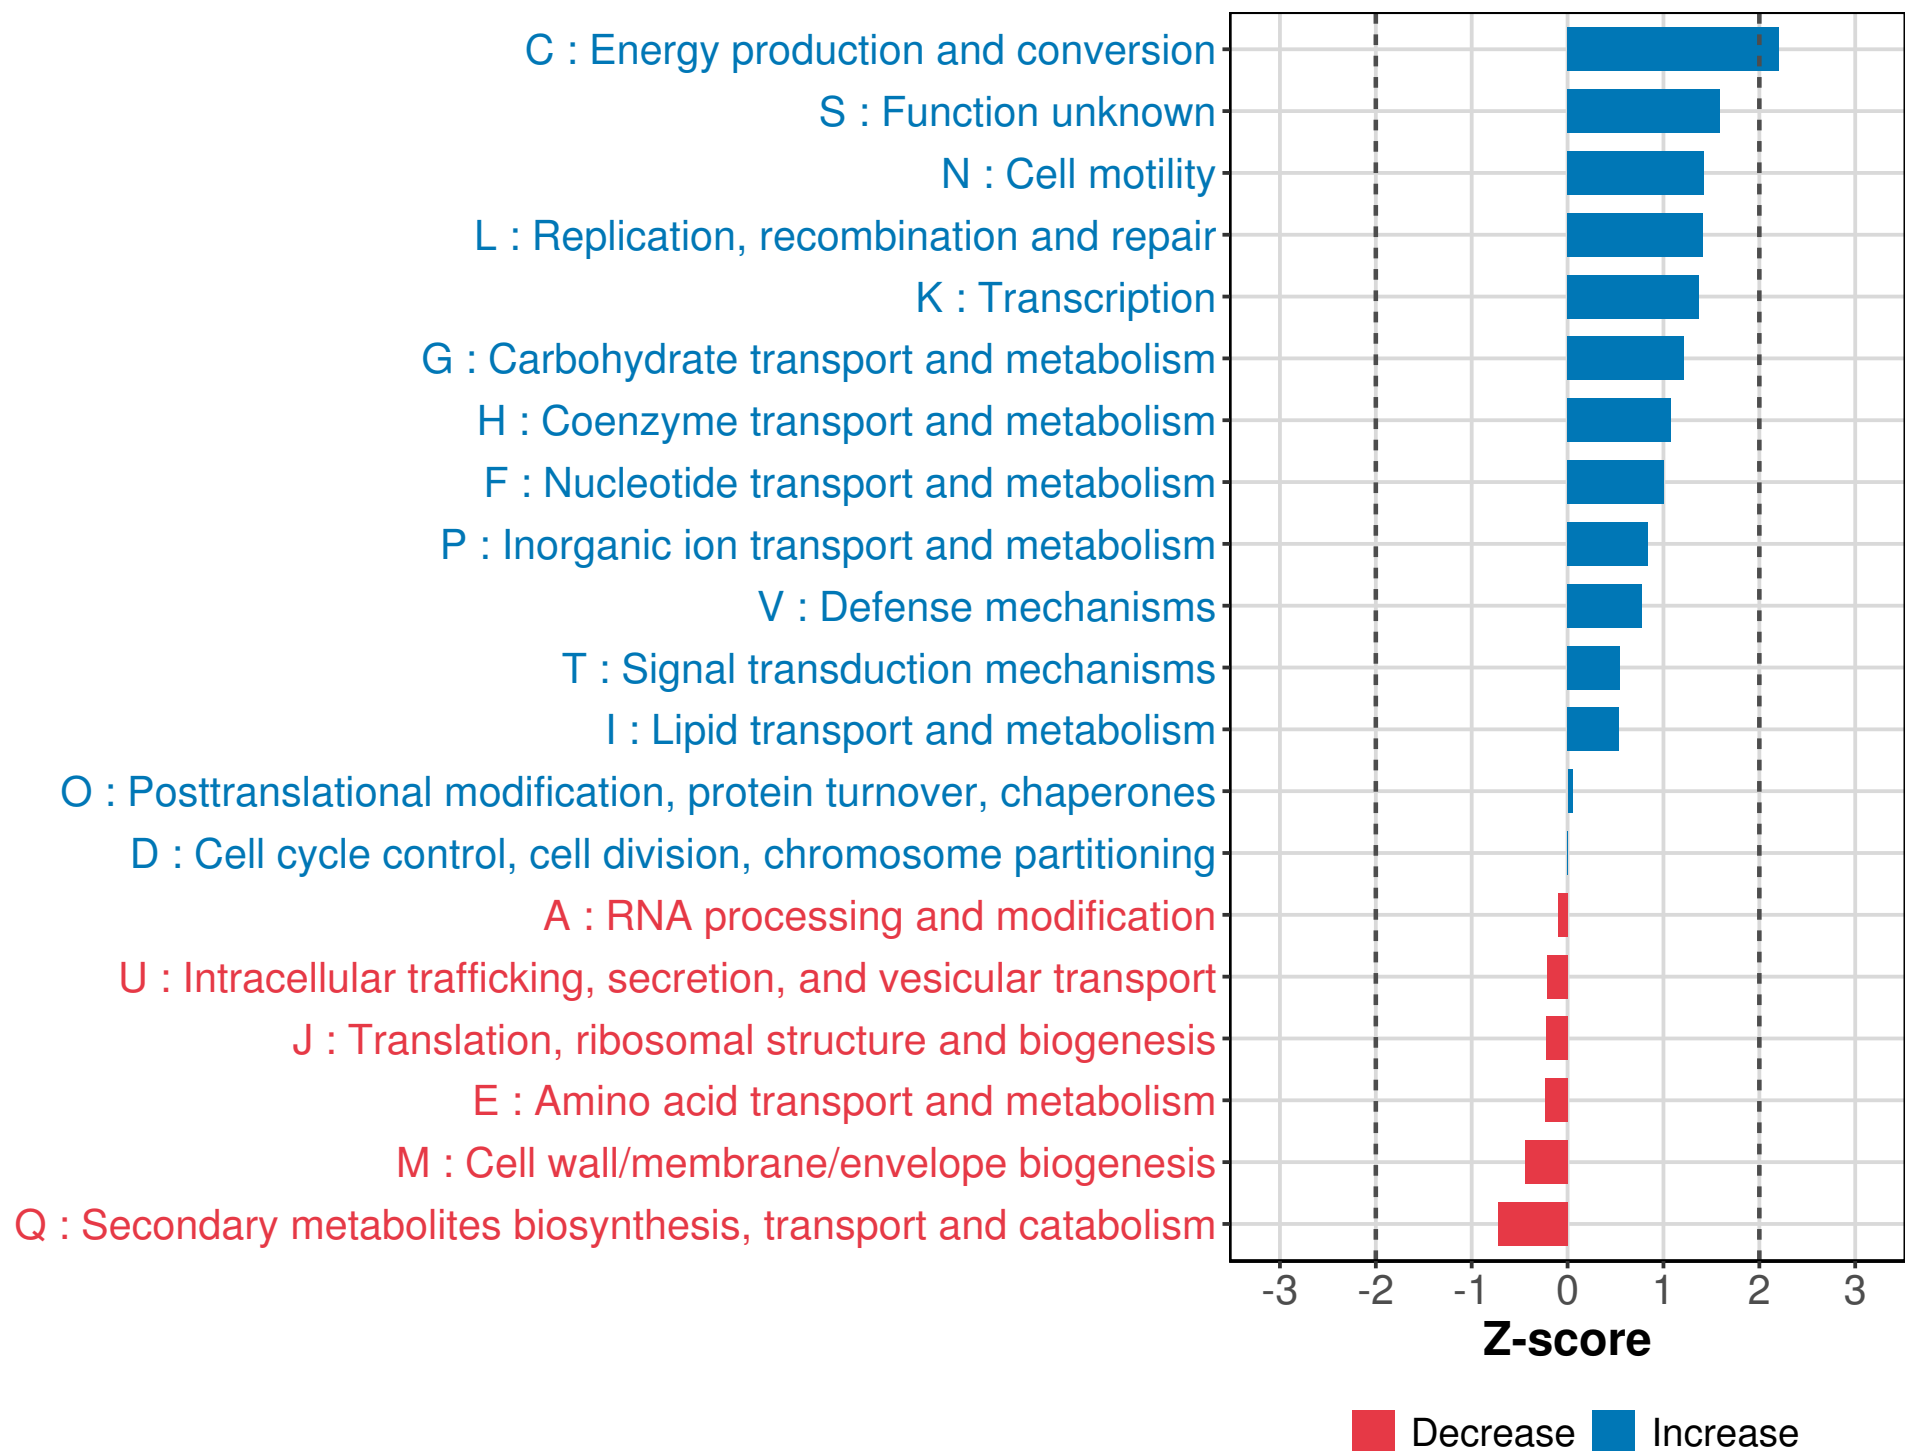 C : Energy production and conversion
S : Function unknown
N : Cell motility
L : Replication, recombination and repair
K : Transcription
G : Carbohydrate transport and metabolism
H : Coenzyme transport and metabolism
F : Nucleotide transport and metabolism
P : Inorganic ion transport and metabolism
V : Defense mechanisms
T : Signal transduction mechanisms
I : Lipid transport and metabolism
O : Posttranslational modification, protein turnover, chaperones
D : Cell cycle control, cell division, chromosome partitioning
A : RNA processing and modification
U : Intracellular trafficking, secretion, and vesicular transport
J : Translation, ribosomal structure and biogenesis
E : Amino acid transport and metabolism
M : Cell wall/membrane/envelope biogenesis
Q : Secondary metabolites biosynthesis, transport and catabolism
-3 -2 -1 0 1 2 3
Z-score
Decrease Increase